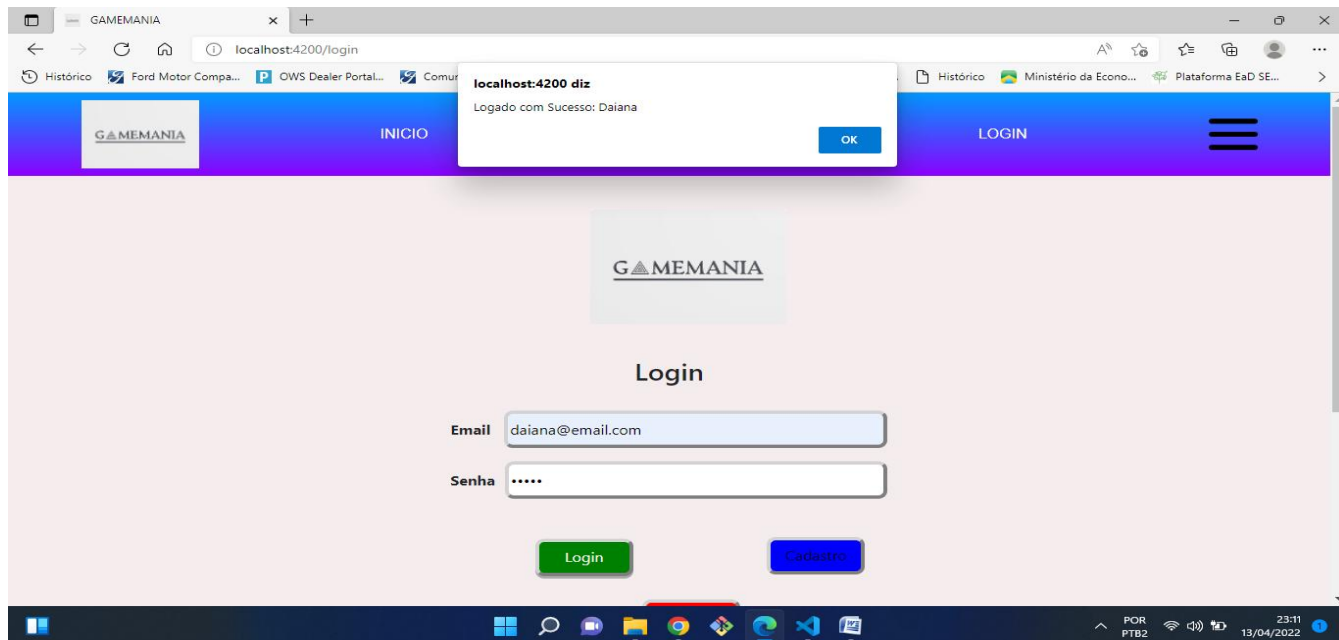 GAMEMANIA
localhost:4200/login
Histórico Ford Motor Compa... OWS Dealer Portal... Comur Histórico Ministério da Econo... Plataforma EaD SE...
localhost:4200 diz
Logado com Sucesso: Daiana
OK
GAMEMANIA INICIO LOGIN
GAMEMANIA
Login
Email daiana@email.com
Senha •••••
Login Cadastro
POR 23:11
PTB2 13/04/2022 1